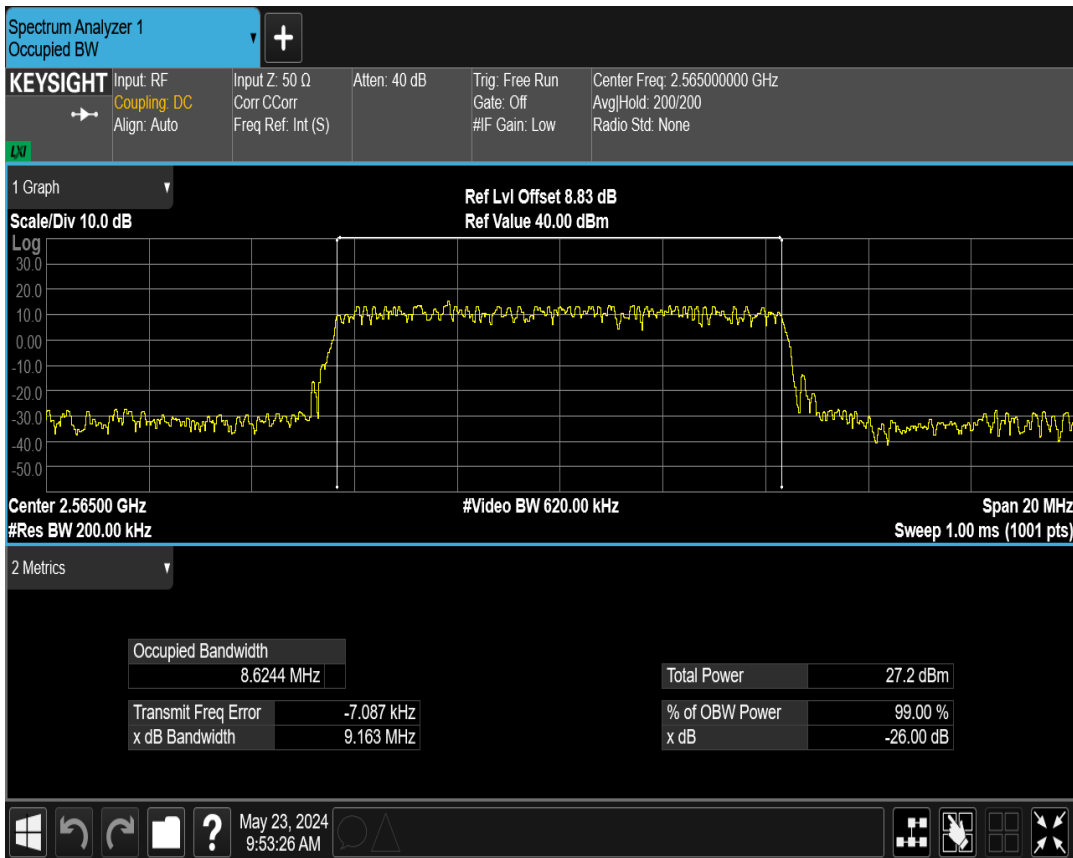 Spectrum Analyzer 1
Occupied BW
+
KEYSIGHT
LXI
Input: RF
Coupling: DC
Align: Auto
Input Z: 50 Ω
Corr CCorr
Freq Ref: Int (S)
Atten: 40 dB
Trig: Free Run
Gate: Off
#IF Gain: Low
Center Freq: 2.565000000 GHz
Avg|Hold: 200/200
Radio Std: None
1 Graph
Scale/Div 10.0 dB
Ref Lvl Offset 8.83 dB
Ref Value 40.00 dBm
Log
30.0
20.0
10.0
0.00
-10.0
-20.0
-30.0
-40.0
-50.0
Center 2.56500 GHz
#Video BW 620.00 kHz
Span 20 MHz
#Res BW 200.00 kHz
Sweep 1.00 ms (1001 pts)
2 Metrics
Occupied Bandwidth
8.6244 MHz
Total Power 27.2 dBm
Transmit Freq Error -7.087 kHz
% of OBW Power 99.00 %
x dB Bandwidth 9.163 MHz
x dB -26.00 dB
?
May 23, 2024
9:53:26 AM